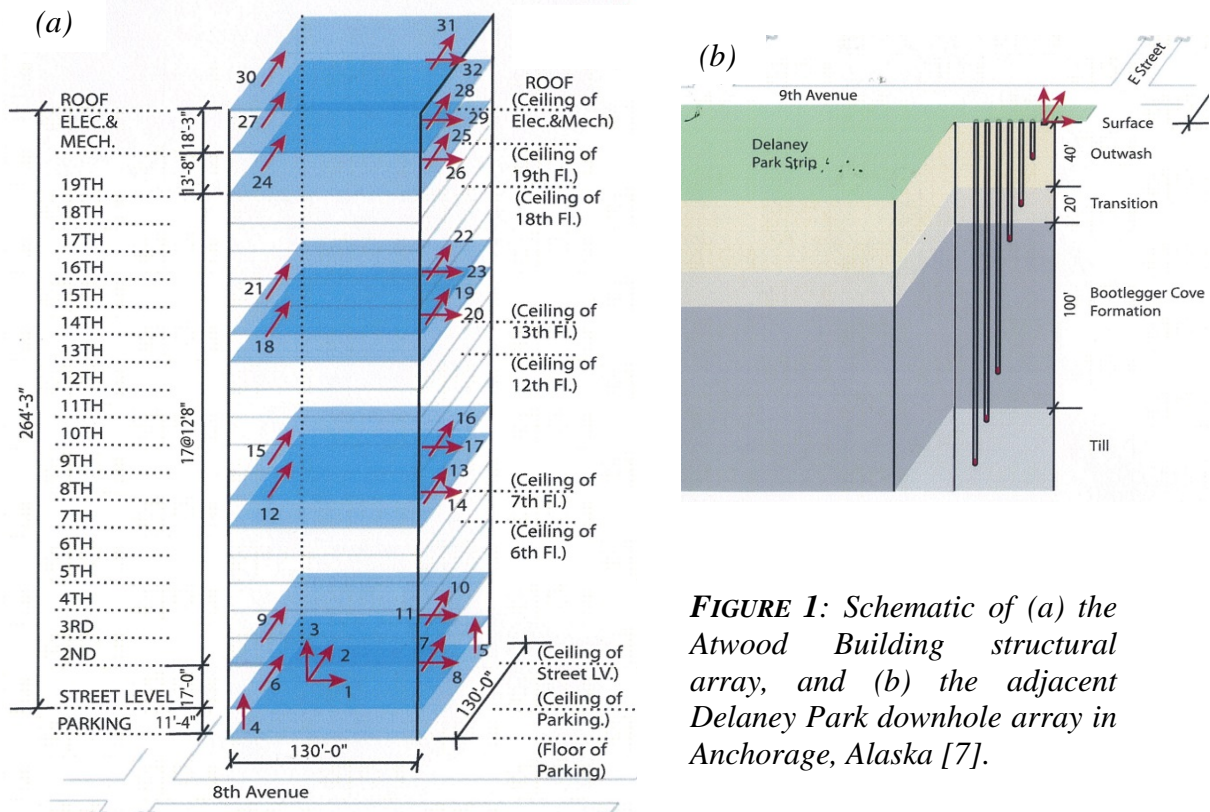 (a)
31
30
32
ROOF
ROOF
(Ceiling of
Elec.&Mech)
ELEC.&
MECH.
18'-3"
27
28
29
25
26
24
13'-8"
(Ceiling of
19th Fl.)
(Ceiling of
18th Fl.)
19TH
18TH
17TH
16TH
15TH
14TH
13TH
12TH
11TH
10TH
9TH
8TH
7TH
6TH
5TH
4TH
3RD
2ND
STREET LEVEL
PARKING
264'-3"
17@12'8"
17'-0"
11'-4"
22
23
21
19
20
18
(Ceiling of
13th Fl.)
(Ceiling of
12th Fl.)
16
17
15
13
14
12
(Ceiling of
7th Fl.)
(Ceiling of
6th Fl.)
10
11
9
3
2
1
7
8
6
5
4
(Ceiling of
Street LV.)
(Ceiling of
Parking.)
(Floor of
Parking)
130'-0"
130'-0"
8th Avenue
(b)
E Street
9th Avenue
Delaney
Park Strip
Surface
40'
Outwash
20'
Transition
100'
Bootlegger Cove
Formation
Till
FIGURE 1: Schematic of (a) the
Atwood Building structural
array, and (b) the adjacent
Delaney Park downhole array in
Anchorage, Alaska [7].